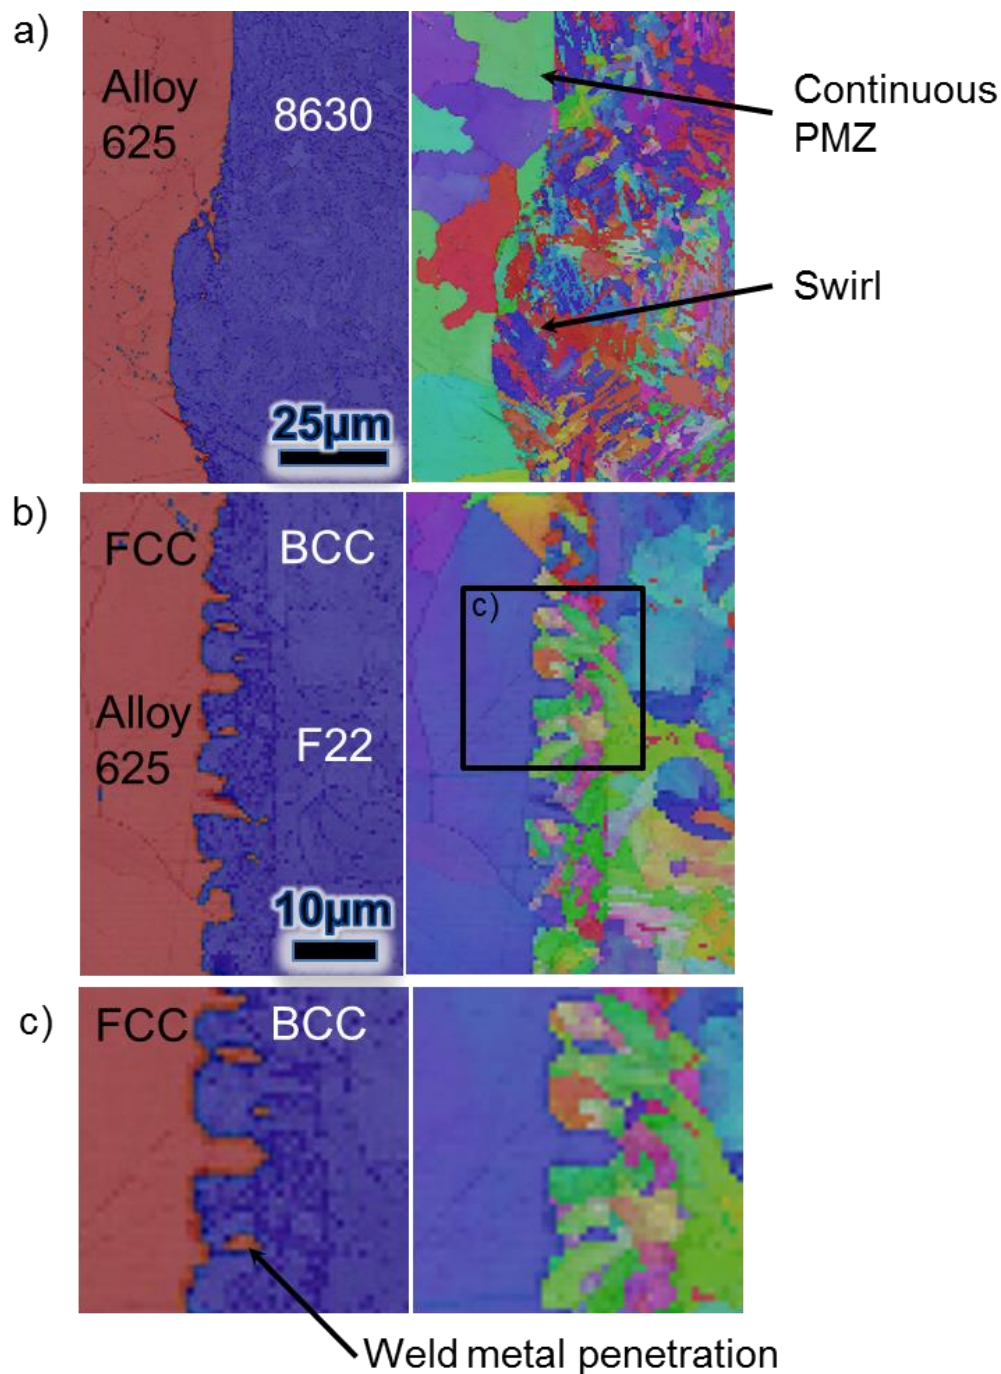 a)
Alloy
625
8630
25µm
Continuous
PMZ
Swirl
b)
FCC
BCC
Alloy
625
F22
10µm
c)
c)
FCC
BCC
Weld metal penetration